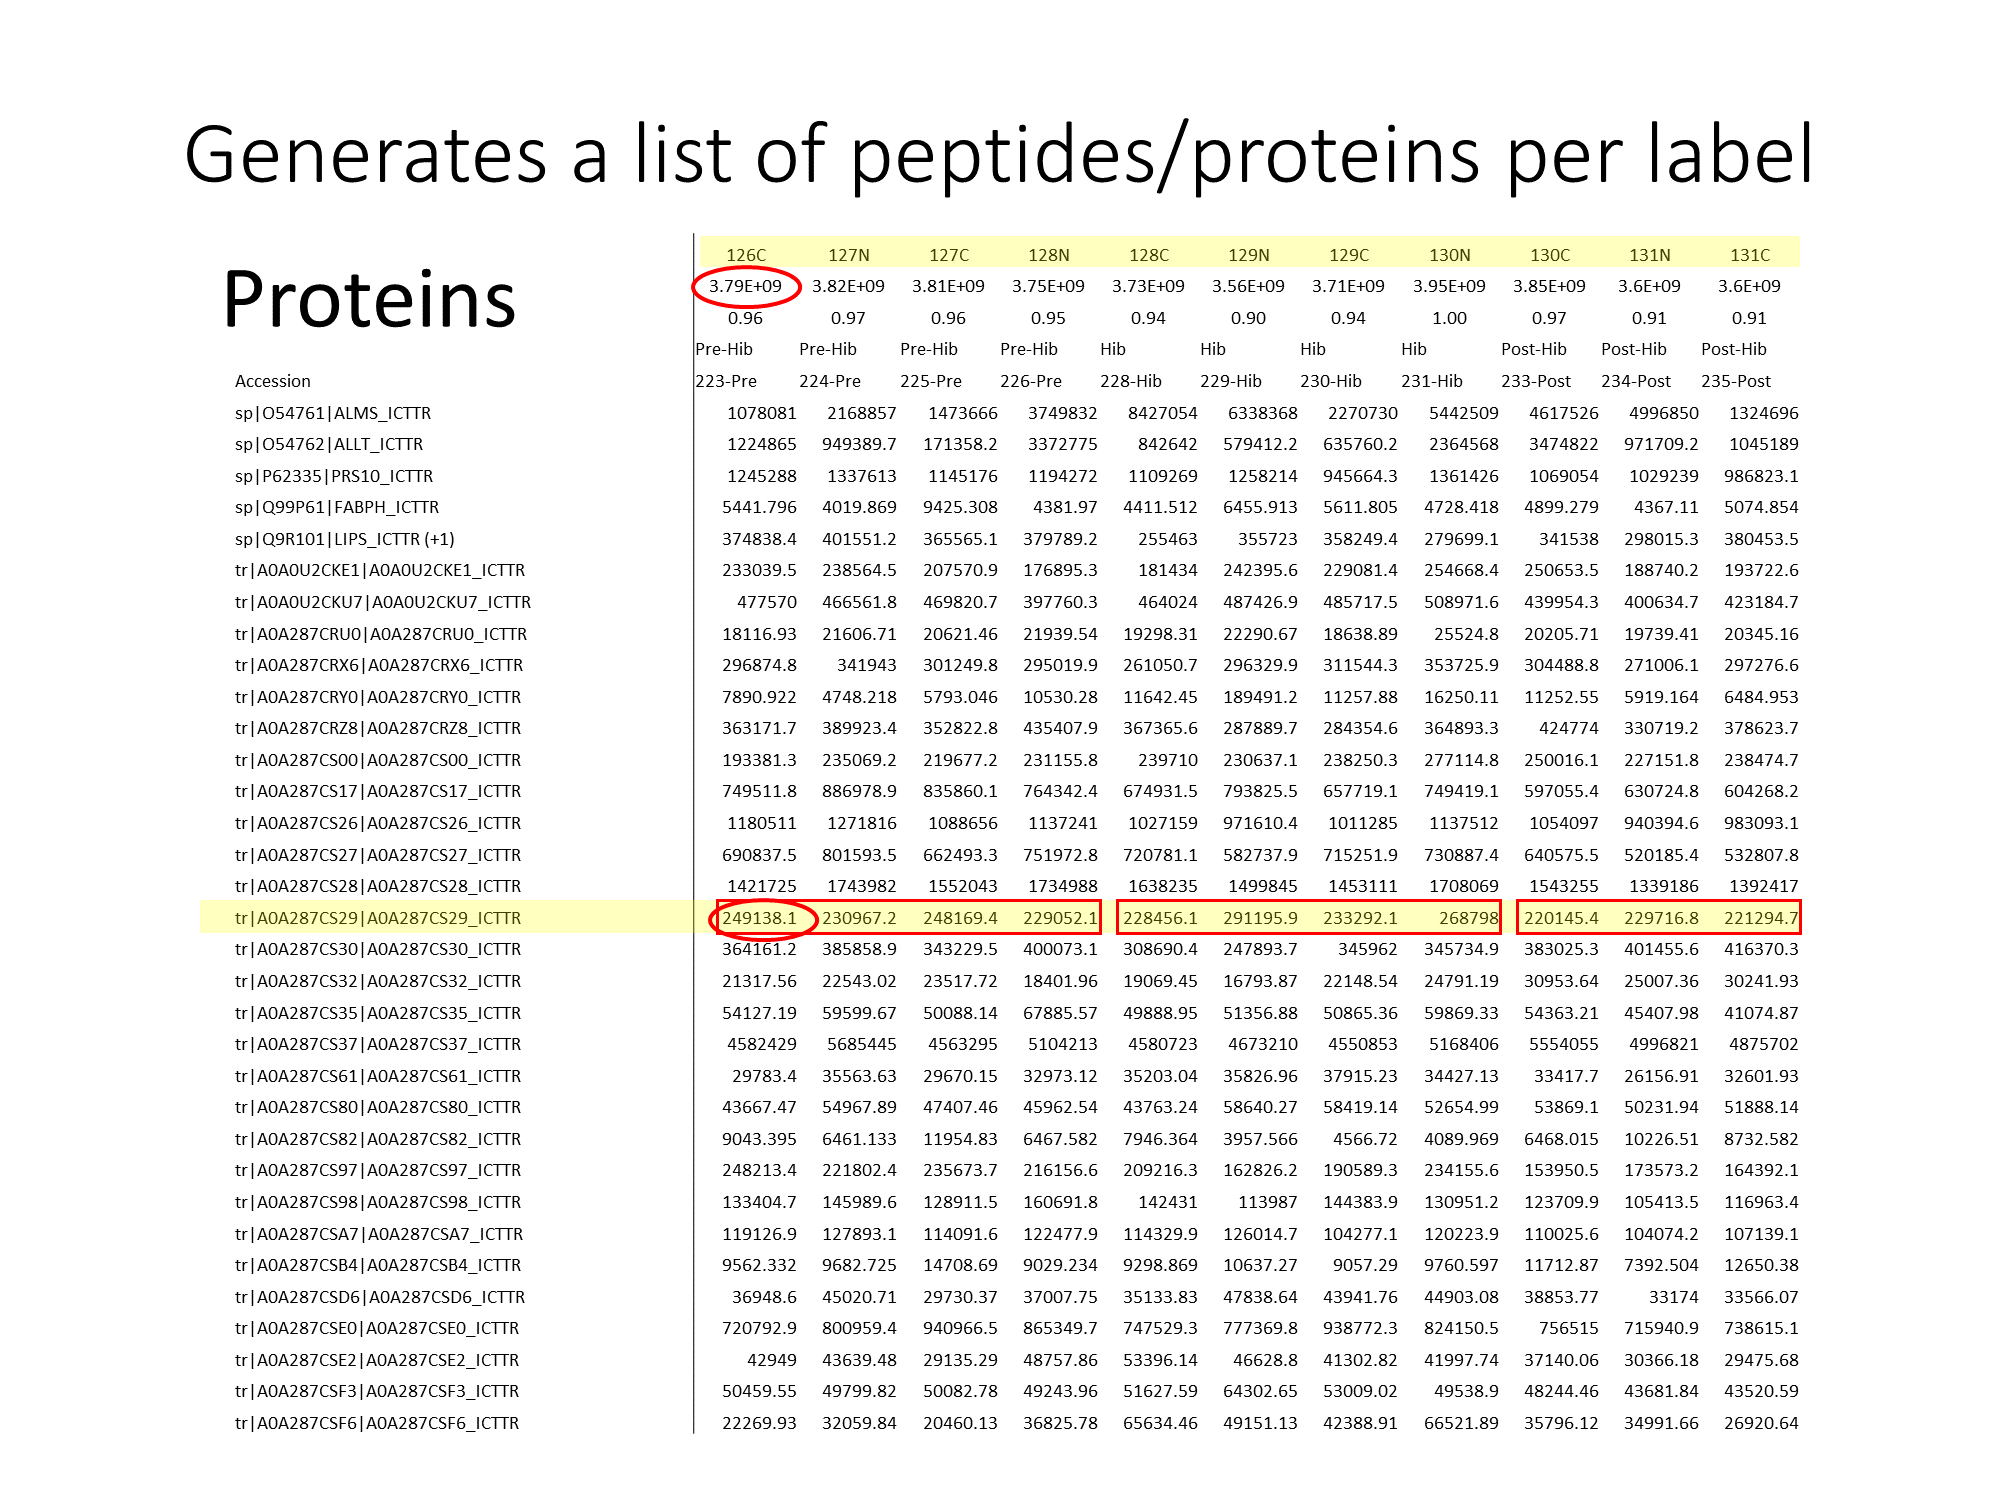 Generates a list of peptides/proteins per label
Proteins
126C 127N 127C 128N 128C 129N 129C 130N 130C 131N 131C
3.79E+09 3.82E+09 3.81E+09 3.75E+09 3.73E+09 3.56E+09 3.71E+09 3.95E+09 3.85E+09 3.6E+09 3.6E+09
0.96 0.97 0.96 0.95 0.94 0.90 0.94 1.00 0.97 0.91 0.91
Pre-Hib Pre-Hib Pre-Hib Pre-Hib Hib Hib Hib Hib Post-Hib Post-Hib Post-Hib
Accession 223-Pre 224-Pre 225-Pre 226-Pre 228-Hib 229-Hib 230-Hib 231-Hib 233-Post 234-Post 235-Post
sp|O54761|ALMS_ICTTR 1078081 2168857 1473666 3749832 8427054 6338368 2270730 5442509 4617526 4996850 1324696
sp|O54762|ALLT_ICTTR 1224865 949389.7 171358.2 3372775 842642 579412.2 635760.2 2364568 3474822 971709.2 1045189
sp|P62335|PRS10_ICTTR 1245288 1337613 1145176 1194272 1109269 1258214 945664.3 1361426 1069054 1029239 986823.1
sp|Q99P61|FABPH_ICTTR 5441.796 4019.869 9425.308 4381.97 4411.512 6455.913 5611.805 4728.418 4899.279 4367.11 5074.854
sp|Q9R101|LIPS_ICTTR (+1) 374838.4 401551.2 365565.1 379789.2 255463 355723 358249.4 279699.1 341538 298015.3 380453.5
tr|A0A0U2CKE1|A0A0U2CKE1_ICTTR 233039.5 238564.5 207570.9 176895.3 181434 242395.6 229081.4 254668.4 250653.5 188740.2 193722.6
tr|A0A0U2CKU7|A0A0U2CKU7_ICTTR 477570 466561.8 469820.7 397760.3 464024 487426.9 485717.5 508971.6 439954.3 400634.7 423184.7
tr|A0A287CRU0|A0A287CRU0_ICTTR 18116.93 21606.71 20621.46 21939.54 19298.31 22290.67 18638.89 25524.8 20205.71 19739.41 20345.16
tr|A0A287CRX6|A0A287CRX6_ICTTR 296874.8 341943 301249.8 295019.9 261050.7 296329.9 311544.3 353725.9 304488.8 271006.1 297276.6
tr|A0A287CRY0|A0A287CRY0_ICTTR 7890.922 4748.218 5793.046 10530.28 11642.45 189491.2 11257.88 16250.11 11252.55 5919.164 6484.953
tr|A0A287CRZ8|A0A287CRZ8_ICTTR 363171.7 389923.4 352822.8 435407.9 367365.6 287889.7 284354.6 364893.3 424774 330719.2 378623.7
tr|A0A287CS00|A0A287CS00_ICTTR 193381.3 235069.2 219677.2 231155.8 239710 230637.1 238250.3 277114.8 250016.1 227151.8 238474.7
tr|A0A287CS17|A0A287CS17_ICTTR 749511.8 886978.9 835860.1 764342.4 674931.5 793825.5 657719.1 749419.1 597055.4 630724.8 604268.2
tr|A0A287CS26|A0A287CS26_ICTTR 1180511 1271816 1088656 1137241 1027159 971610.4 1011285 1137512 1054097 940394.6 983093.1
tr|A0A287CS27|A0A287CS27_ICTTR 690837.5 801593.5 662493.3 751972.8 720781.1 582737.9 715251.9 730887.4 640575.5 520185.4 532807.8
tr|A0A287CS28|A0A287CS28_ICTTR 1421725 1743982 1552043 1734988 1638235 1499845 1453111 1708069 1543255 1339186 1392417
tr|A0A287CS29|A0A287CS29_ICTTR 249138.1 230967.2 248169.4 229052.1 228456.1 291195.9 233292.1 268798 220145.4 229716.8 221294.7
tr|A0A287CS30|A0A287CS30_ICTTR 364161.2 385858.9 343229.5 400073.1 308690.4 247893.7 345962 345734.9 383025.3 401455.6 416370.3
tr|A0A287CS32|A0A287CS32_ICTTR 21317.56 22543.02 23517.72 18401.96 19069.45 16793.87 22148.54 24791.19 30953.64 25007.36 30241.93
tr|A0A287CS35|A0A287CS35_ICTTR 54127.19 59599.67 50088.14 67885.57 49888.95 51356.88 50865.36 59869.33 54363.21 45407.98 41074.87
tr|A0A287CS37|A0A287CS37_ICTTR 4582429 5685445 4563295 5104213 4580723 4673210 4550853 5168406 5554055 4996821 4875702
tr|A0A287CS61|A0A287CS61_ICTTR 29783.4 35563.63 29670.15 32973.12 35203.04 35826.96 37915.23 34427.13 33417.7 26156.91 32601.93
tr|A0A287CS80|A0A287CS80_ICTTR 43667.47 54967.89 47407.46 45962.54 43763.24 58640.27 58419.14 52654.99 53869.1 50231.94 51888.14
tr|A0A287CS82|A0A287CS82_ICTTR 9043.395 6461.133 11954.83 6467.582 7946.364 3957.566 4566.72 4089.969 6468.015 10226.51 8732.582
tr|A0A287CS97|A0A287CS97_ICTTR 248213.4 221802.4 235673.7 216156.6 209216.3 162826.2 190589.3 234155.6 153950.5 173573.2 164392.1
tr|A0A287CS98|A0A287CS98_ICTTR 133404.7 145989.6 128911.5 160691.8 142431 113987 144383.9 130951.2 123709.9 105413.5 116963.4
tr|A0A287CSA7|A0A287CSA7_ICTTR 119126.9 127893.1 114091.6 122477.9 114329.9 126014.7 104277.1 120223.9 110025.6 104074.2 107139.1
tr|A0A287CSB4|A0A287CSB4_ICTTR 9562.332 9682.725 14708.69 9029.234 9298.869 10637.27 9057.29 9760.597 11712.87 7392.504 12650.38
tr|A0A287CSD6|A0A287CSD6_ICTTR 36948.6 45020.71 29730.37 37007.75 35133.83 47838.64 43941.76 44903.08 38853.77 33174 33566.07
tr|A0A287CSE0|A0A287CSE0_ICTTR 720792.9 800959.4 940966.5 865349.7 747529.3 777369.8 938772.3 824150.5 756515 715940.9 738615.1
tr|A0A287CSE2|A0A287CSE2_ICTTR 42949 43639.48 29135.29 48757.86 53396.14 46628.8 41302.82 41997.74 37140.06 30366.18 29475.68
tr|A0A287CSF3|A0A287CSF3_ICTTR 50459.55 49799.82 50082.78 49243.96 51627.59 64302.65 53009.02 49538.9 48244.46 43681.84 43520.59
tr|A0A287CSF6|A0A287CSF6_ICTTR 22269.93 32059.84 20460.13 36825.78 65634.46 49151.13 42388.91 66521.89 35796.12 34991.66 26920.64